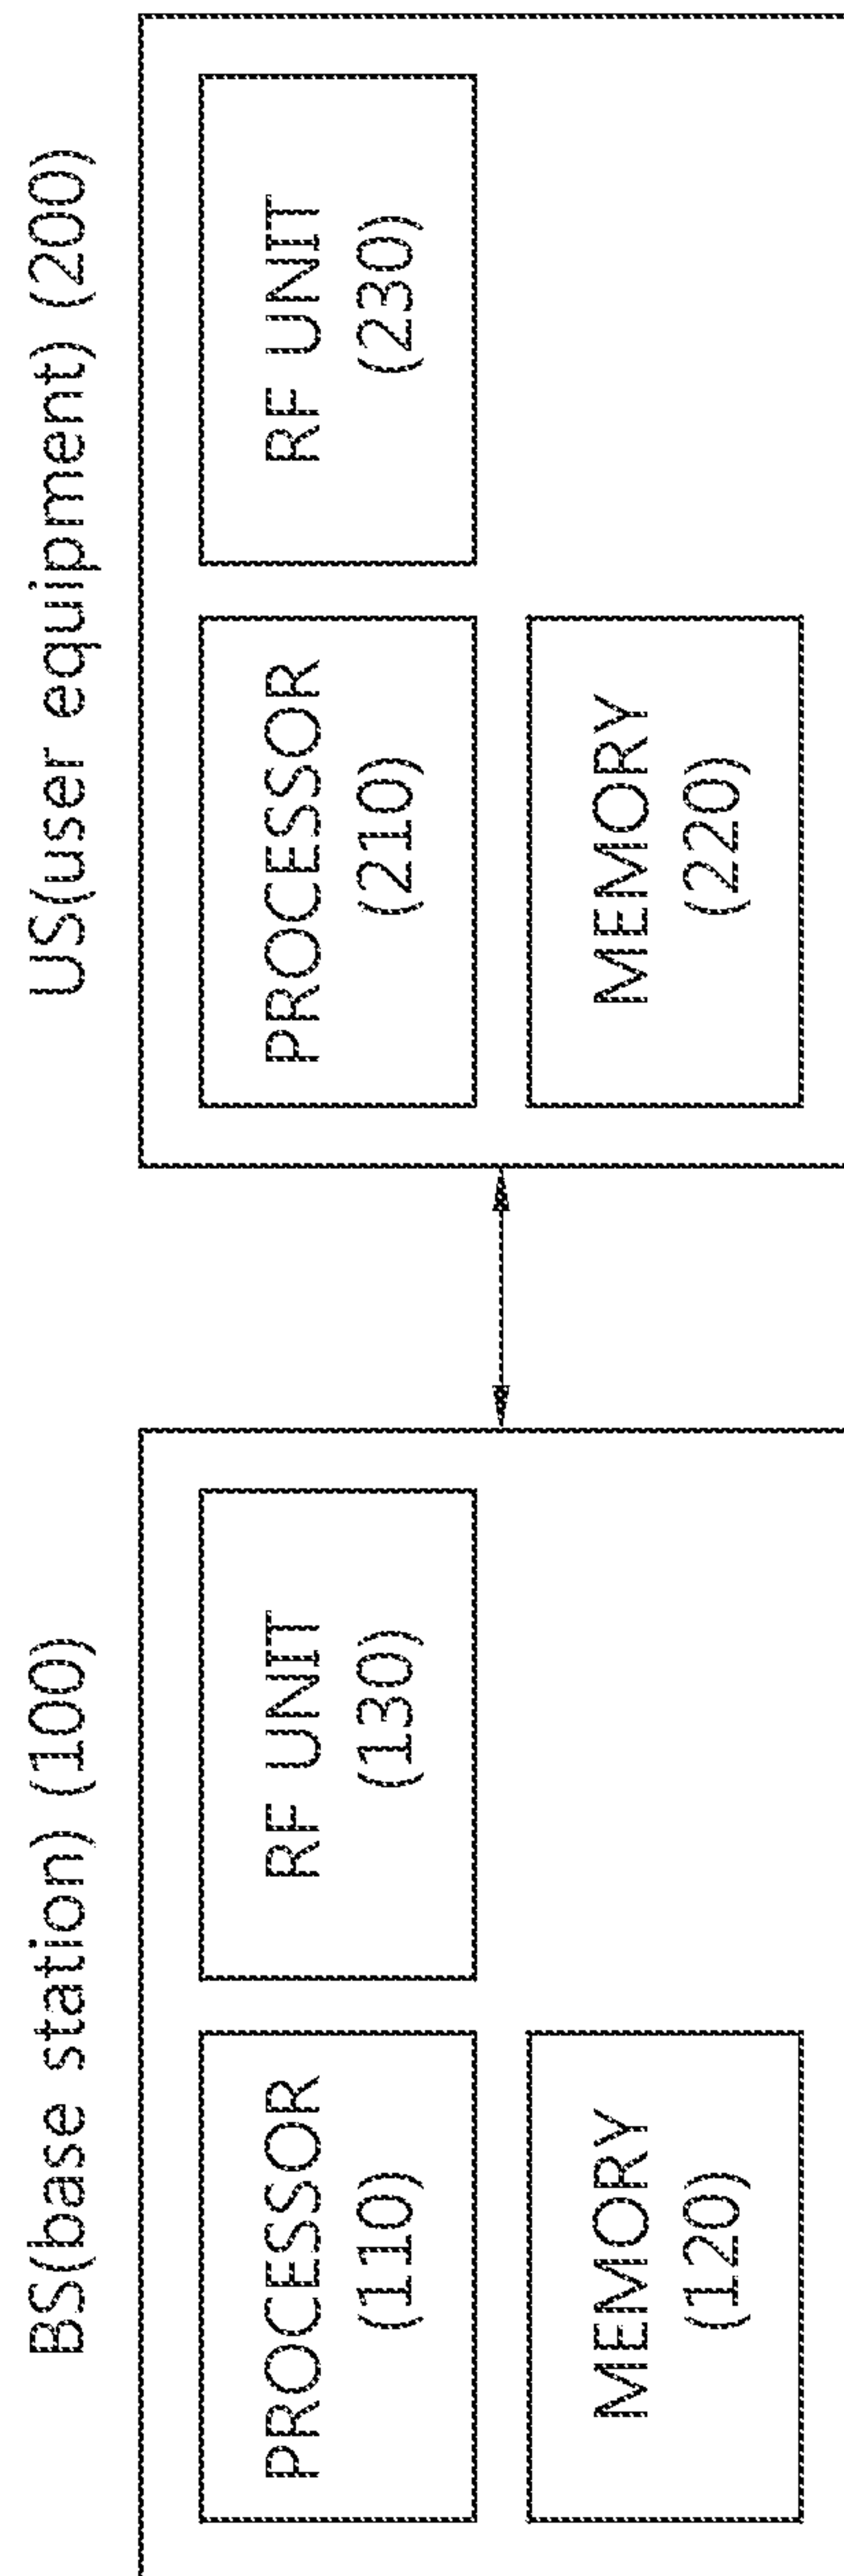 BS(base station) (100)
PROCESSOR
(110)
RF UNIT
(130)
MEMORY
(120)
US(user equipment) (200)
PROCESSOR
(210)
RF UNIT
(230)
MEMORY
(220)